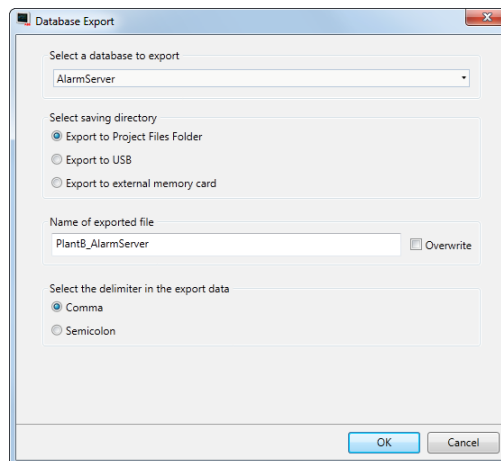 Database Export
Select a database to export
AlarmServer
Select saving directory
Export to Project Files Folder
Export to USB
Export to external memory card
Name of exported file
PlantB_AlarmServer
Overwrite
Select the delimiter in the export data
Comma
Semicolon
OK
Cancel